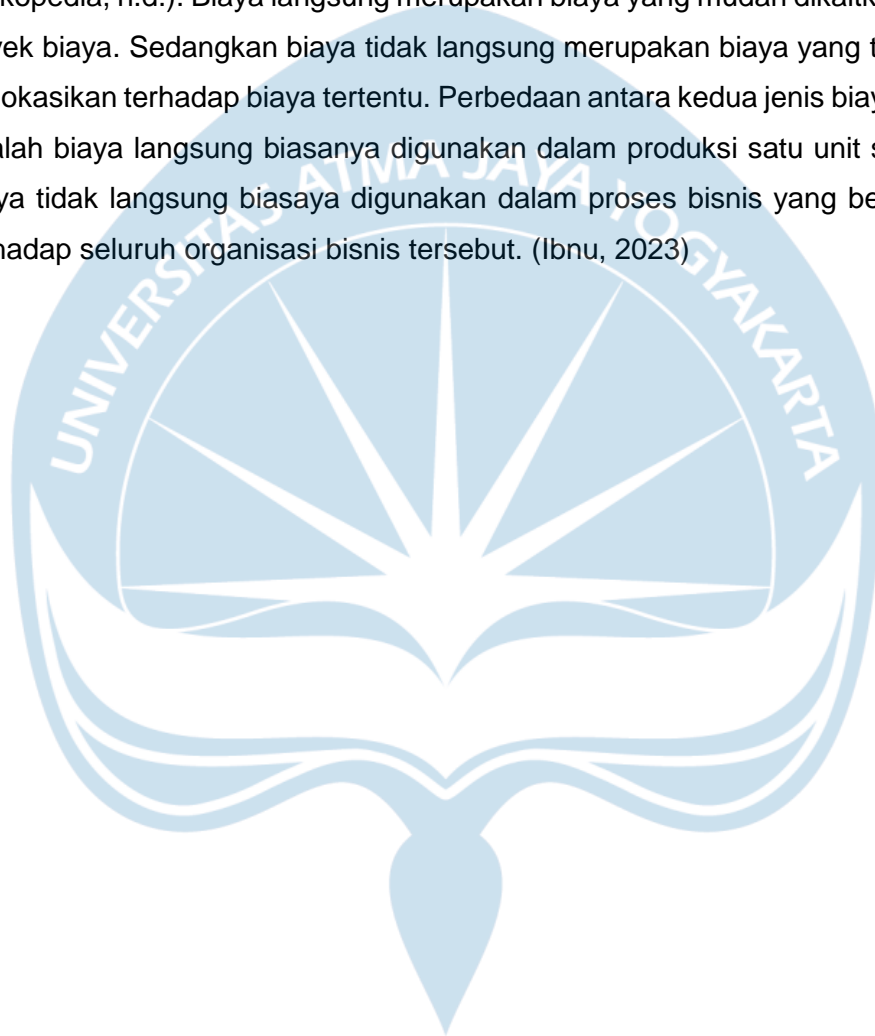 kopedia, n.d.). Biaya langsung merupakan biaya yang mudah dikaitk
yek biaya. Sedangkan biaya tidak langsung merupakan biaya yang t
lokasikan terhadap biaya tertentu. Perbedaan antara kedua jenis biay
alah biaya langsung biasanya digunakan dalam produksi satu unit s
ya tidak langsung biasaya digunakan dalam proses bisnis yang be
hadap seluruh organisasi bisnis tersebut. (Ibnu, 2023)
UNIVERSITAS ATMA JAYA YOGYAKARTA